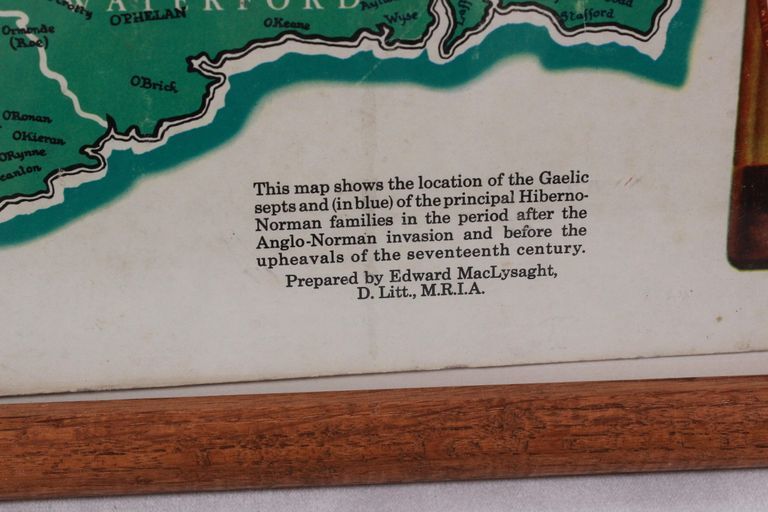 WATERFORD
OPHELAN
O'Keane
Wyse
Stafford
Ormonde
(Roe)
O'Brick
O'Ronan
O'Kieran
O'Rynne
This map shows the location of the Gaelic
septs and (in blue) of the principal Hiberno-
Norman families in the period after the
Anglo-Norman invasion and before the
upheavals of the seventeenth century.
Prepared by Edward MacLysaght,
D. Litt., M.R.I.A.